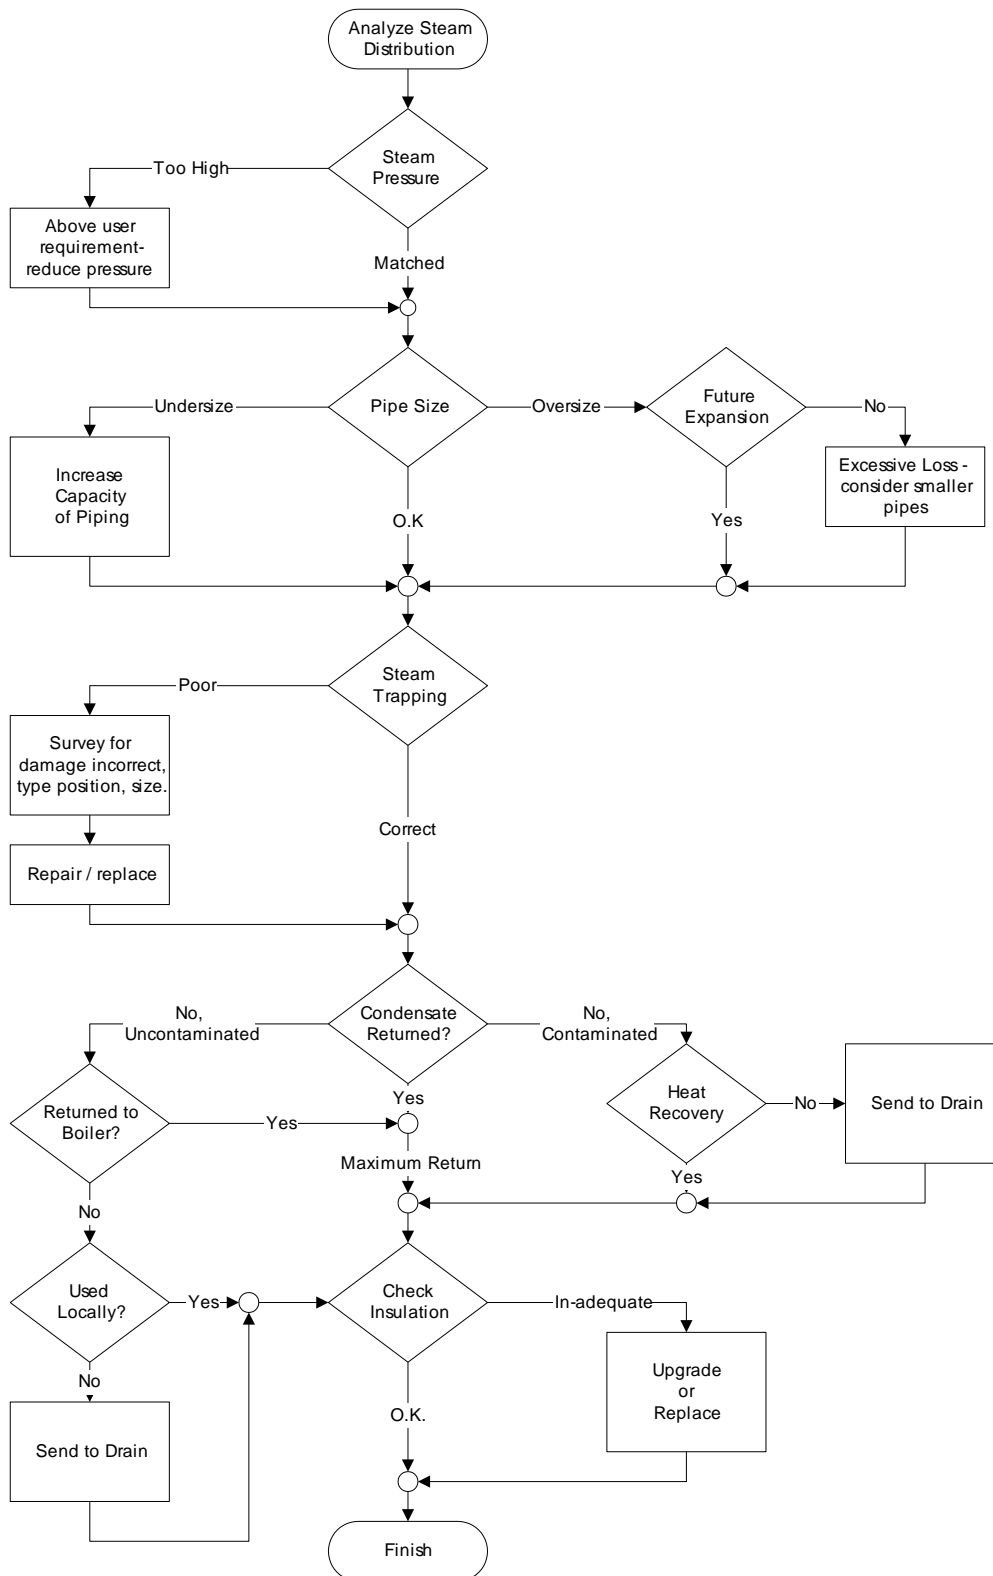 Analyze Steam
Distribution
Steam
Pressure
Too High
Above user
requirement-
reduce pressure
Matched
Pipe Size
Undersize
Oversize
Future
Expansion
No
Increase
Capacity
of Piping
Excessive Loss -
consider smaller
pipes
O.K
Yes
Steam
Trapping
Poor
Survey for
damage incorrect,
type position, size.
Correct
Repair / replace
Condensate
Returned?
No,
Uncontaminated
No,
Contaminated
Yes
Returned to
Boiler?
Yes
Heat
Recovery
No
Send to Drain
Maximum Return
Yes
No
Used
Locally?
Yes
Check
Insulation
In-adequate
No
Send to Drain
O.K.
Upgrade
or
Replace
Finish